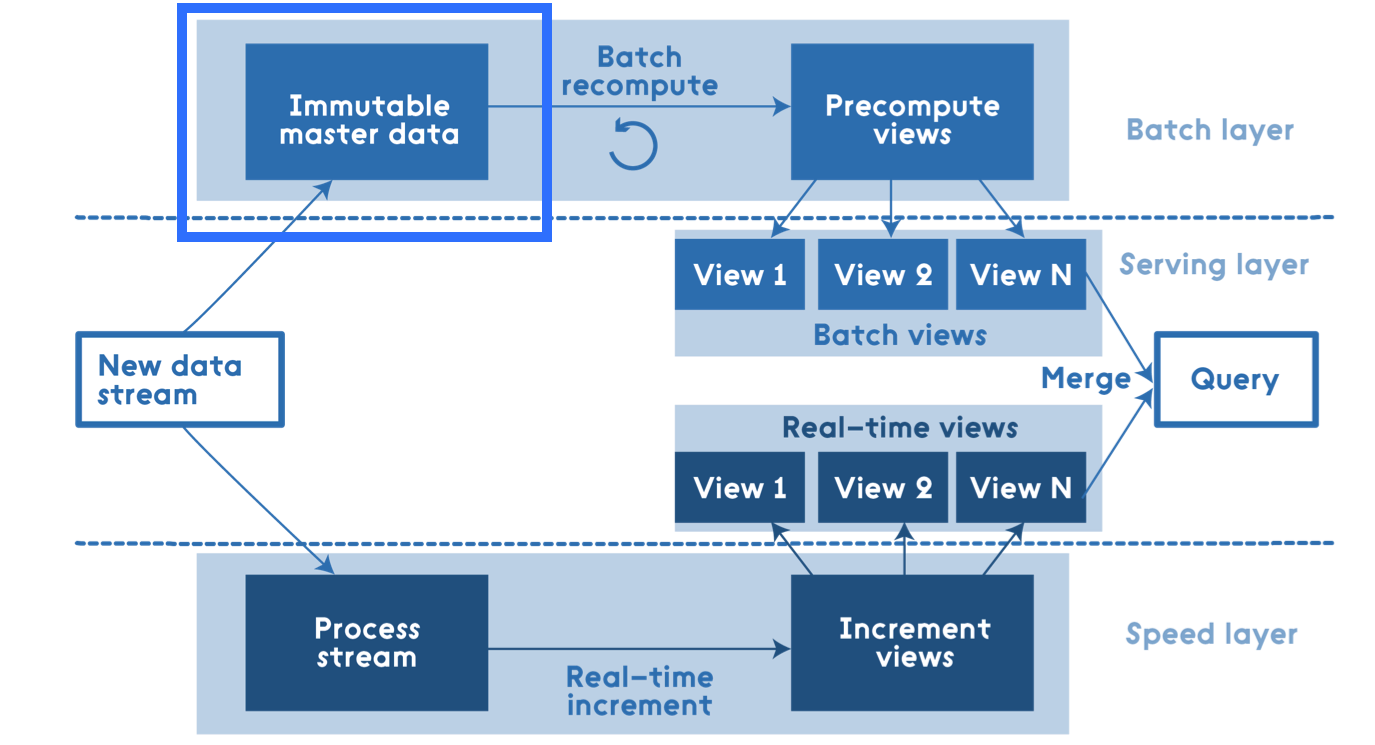 Immutable
master data
Batch
recompute
Precompute
views
Batch layer
View 1
View 2
View N
Serving layer
Batch views
New data
stream
Merge
Query
Real-time views
View 1
View 2
View N
Process
stream
Real-time
increment
Increment
views
Speed layer